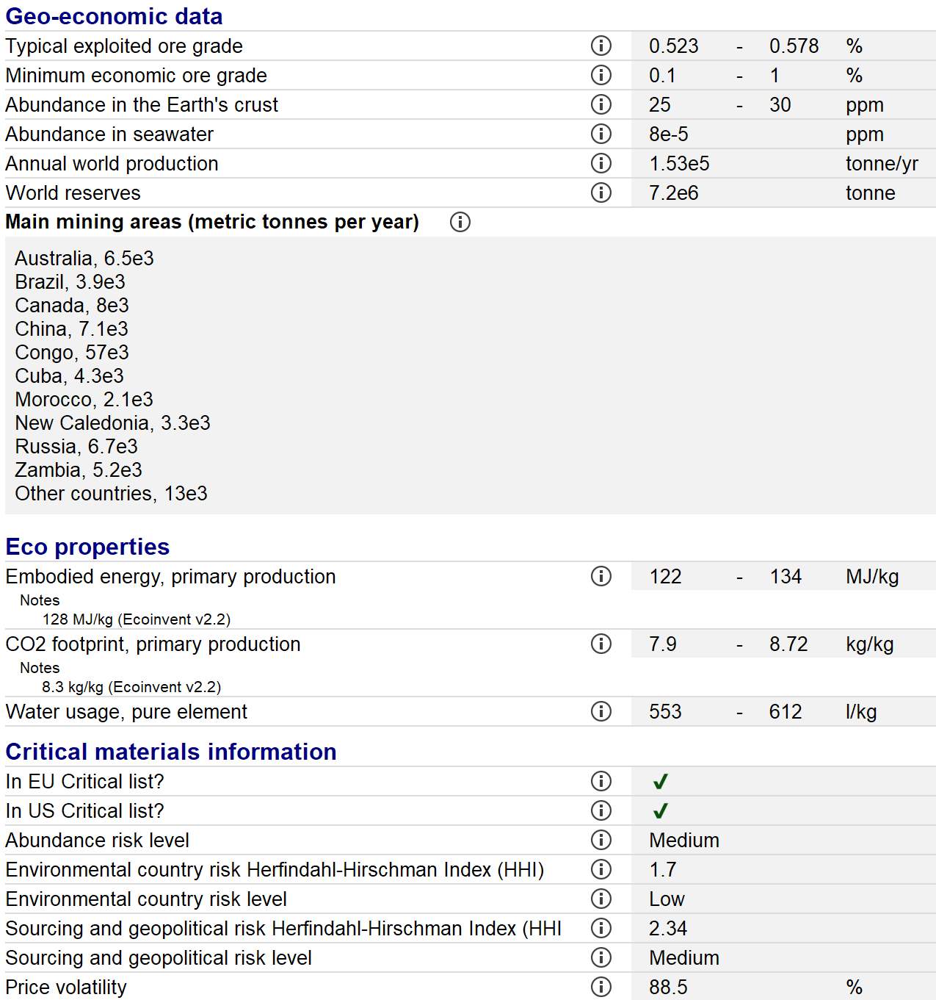 Geo-economic data
Typical exploited ore grade 0.523 - 0.578 %
Minimum economic ore grade 0.1 - 1 %
Abundance in the Earth's crust 25 - 30 ppm
Abundance in seawater 8e-5 ppm
Annual world production 1.53e5 tonne/yr
World reserves 7.2e6 tonne
Main mining areas (metric tonnes per year)
Australia, 6.5e3
Brazil, 3.9e3
Canada, 8e3
China, 7.1e3
Congo, 57e3
Cuba, 4.3e3
Morocco, 2.1e3
New Caledonia, 3.3e3
Russia, 6.7e3
Zambia, 5.2e3
Other countries, 13e3
Eco properties
Embodied energy, primary production 122 - 134 MJ/kg
Notes
128 MJ/kg (Ecoinvent v2.2)
CO2 footprint, primary production 7.9 - 8.72 kg/kg
Notes
8.3 kg/kg (Ecoinvent v2.2)
Water usage, pure element 553 - 612 l/kg
Critical materials information
In EU Critical list? ✓
In US Critical list? ✓
Abundance risk level Medium
Environmental country risk Herfindahl-Hirschman Index (HHI) 1.7
Environmental country risk level Low
Sourcing and geopolitical risk Herfindahl-Hirschman Index (HHI 2.34
Sourcing and geopolitical risk level Medium
Price volatility 88.5 %